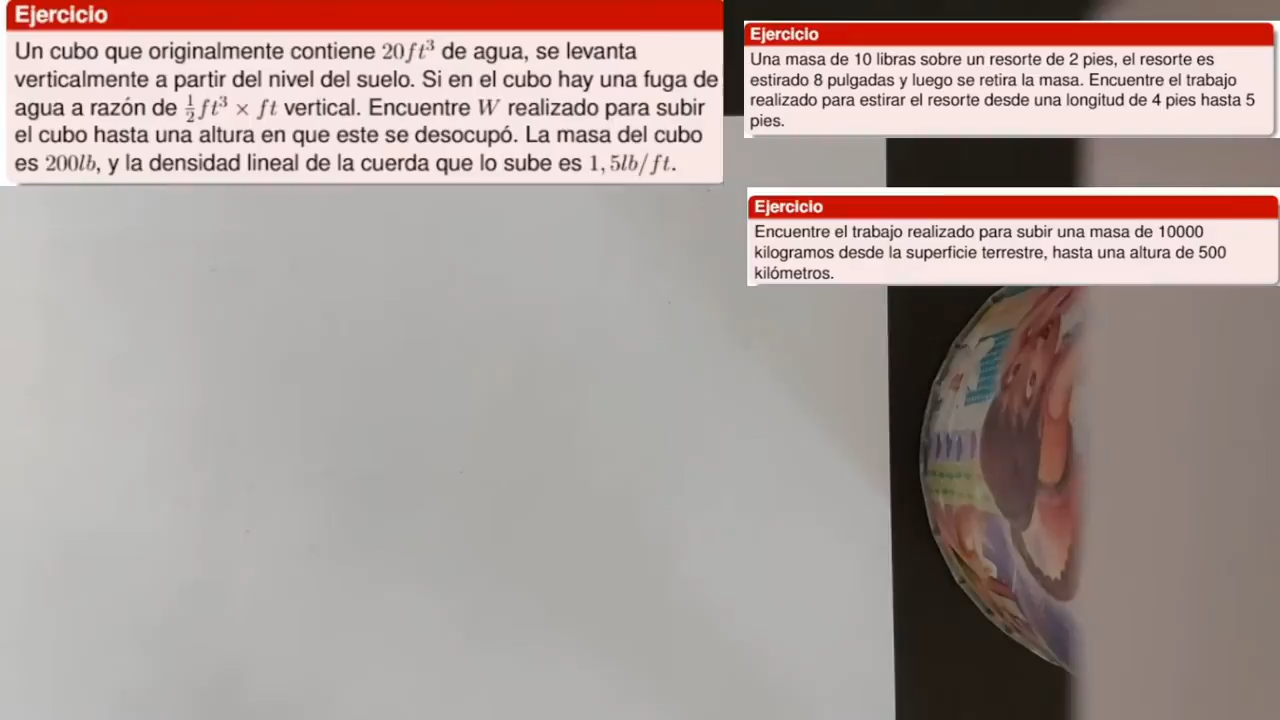 Ejercicio
Un cubo que originalmente contiene 20ft³ de agua, se levanta
verticalmente a partir del nivel del suelo. Si en el cubo hay una fuga de
agua a razón de ½ft³ × ft vertical. Encuentre W realizado para subir
el cubo hasta una altura en que este se desocupó. La masa del cubo
es 200lb, y la densidad lineal de la cuerda que lo sube es 1,5lb/ft.
Ejercicio
Una masa de 10 libras sobre un resorte de 2 pies, el resorte es
estirado 8 pulgadas y luego se retira la masa. Encuentre el trabajo
realizado para estirar el resorte desde una longitud de 4 pies hasta 5
pies.
Ejercicio
Encuentre el trabajo realizado para subir una masa de 10000
kilogramos desde la superficie terrestre, hasta una altura de 500
kilómetros.